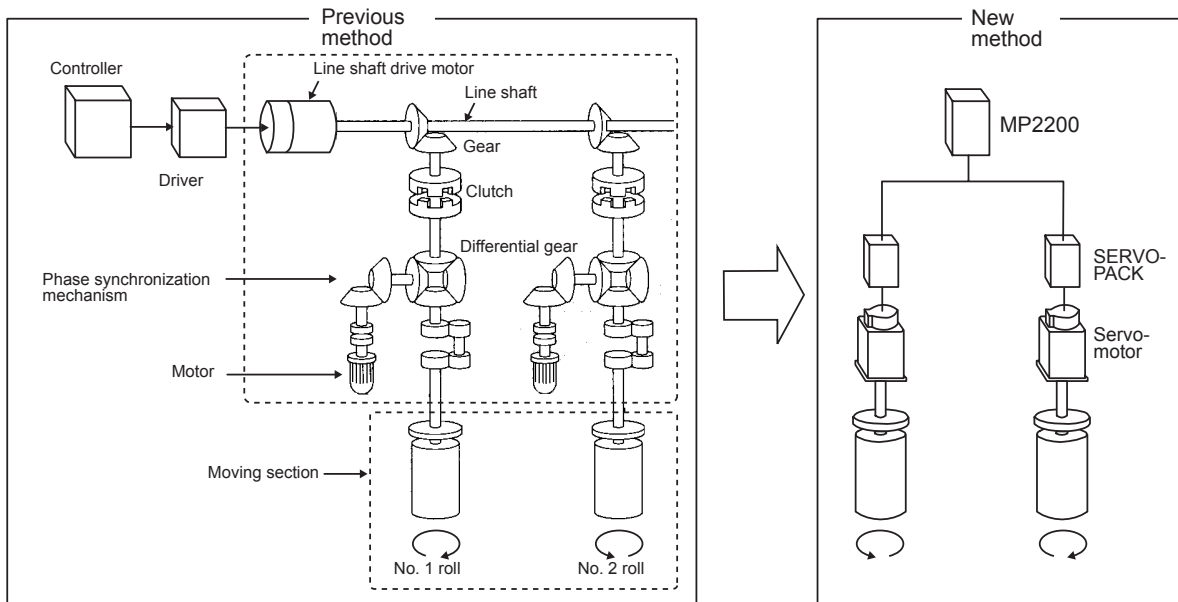 Previous
method
Controller
Line shaft drive motor
Line shaft
Gear
Driver
Clutch
Differential gear
Phase synchronization
mechanism
Motor
Moving section
No. 1 roll
No. 2 roll
New
method
MP2200
SERVO-
PACK
Servo-
motor